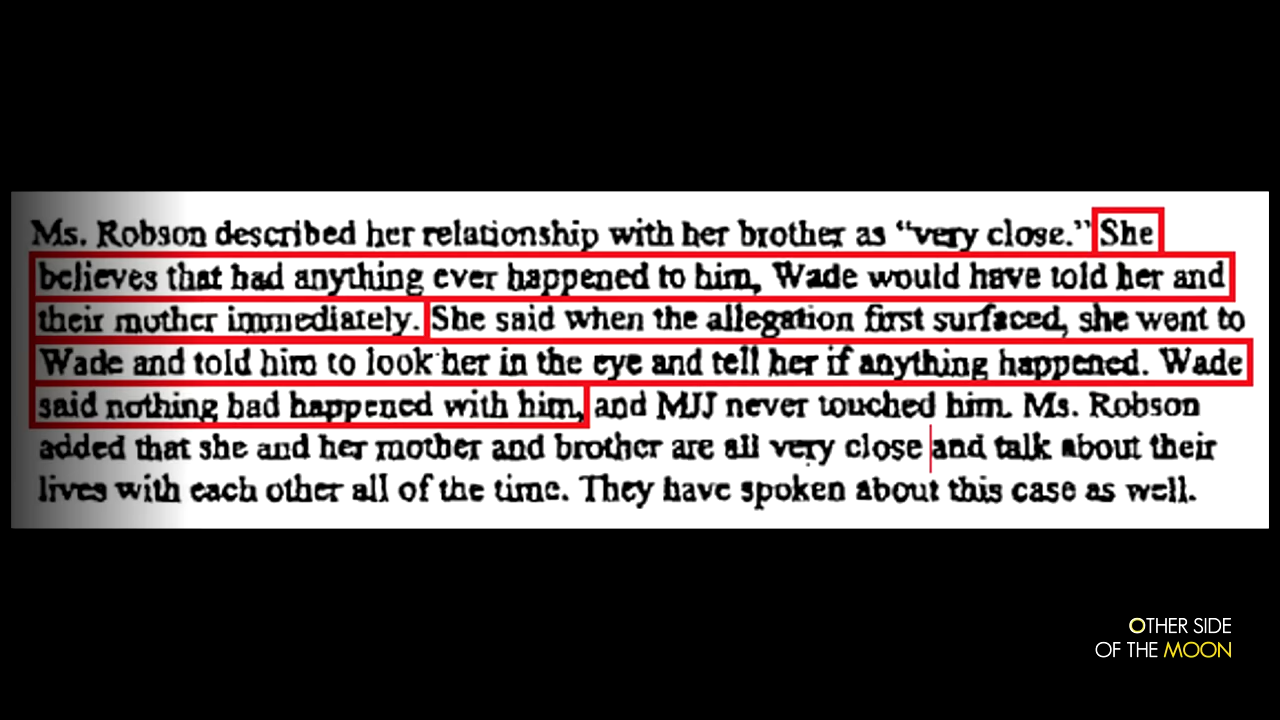 Ms. Robson described her relationship with her brother as “very close.” She
believes that had anything ever happened to him, Wade would have told her and
their mother immediately. She said when the allegation first surfaced, she went to
Wade and told him to look her in the eye and tell her if anything happened. Wade
said nothing bad happened with him, and MJJ never touched him. Ms. Robson
added that she and her mother and brother are all very close and talk about their
lives with each other all of the time. They have spoken about this case as well.
OTHER SIDE
OF THE MOON